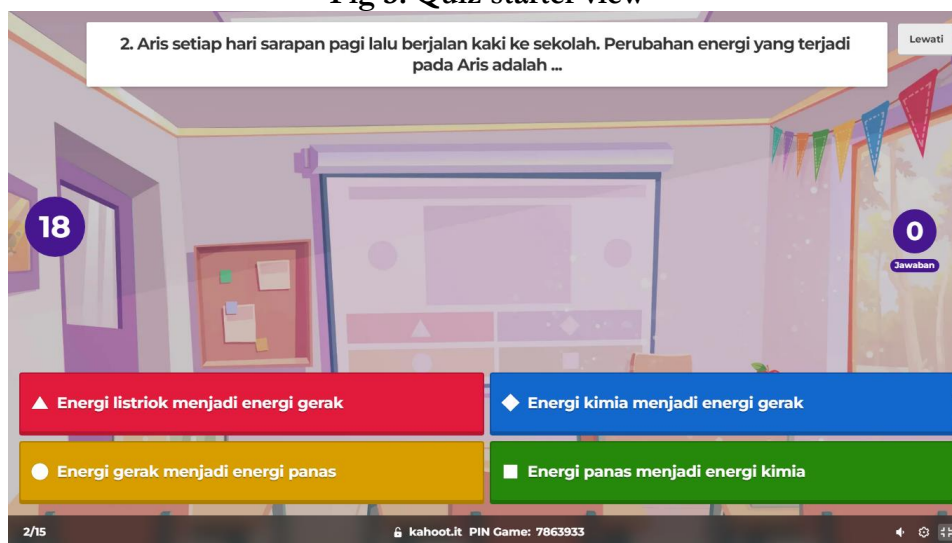 Fig 3. Quiz starter view
2. Aris setiap hari sarapan pagi lalu berjalan kaki ke sekolah. Perubahan energi yang terjadi
pada Aris adalah ...
Lewati
18
0
Jawaban
Energi listriok menjadi energi gerak
Energi kimia menjadi energi gerak
Energi gerak menjadi energi panas
Energi panas menjadi energi kimia
2/15
kahoot.it PIN Game: 7863933